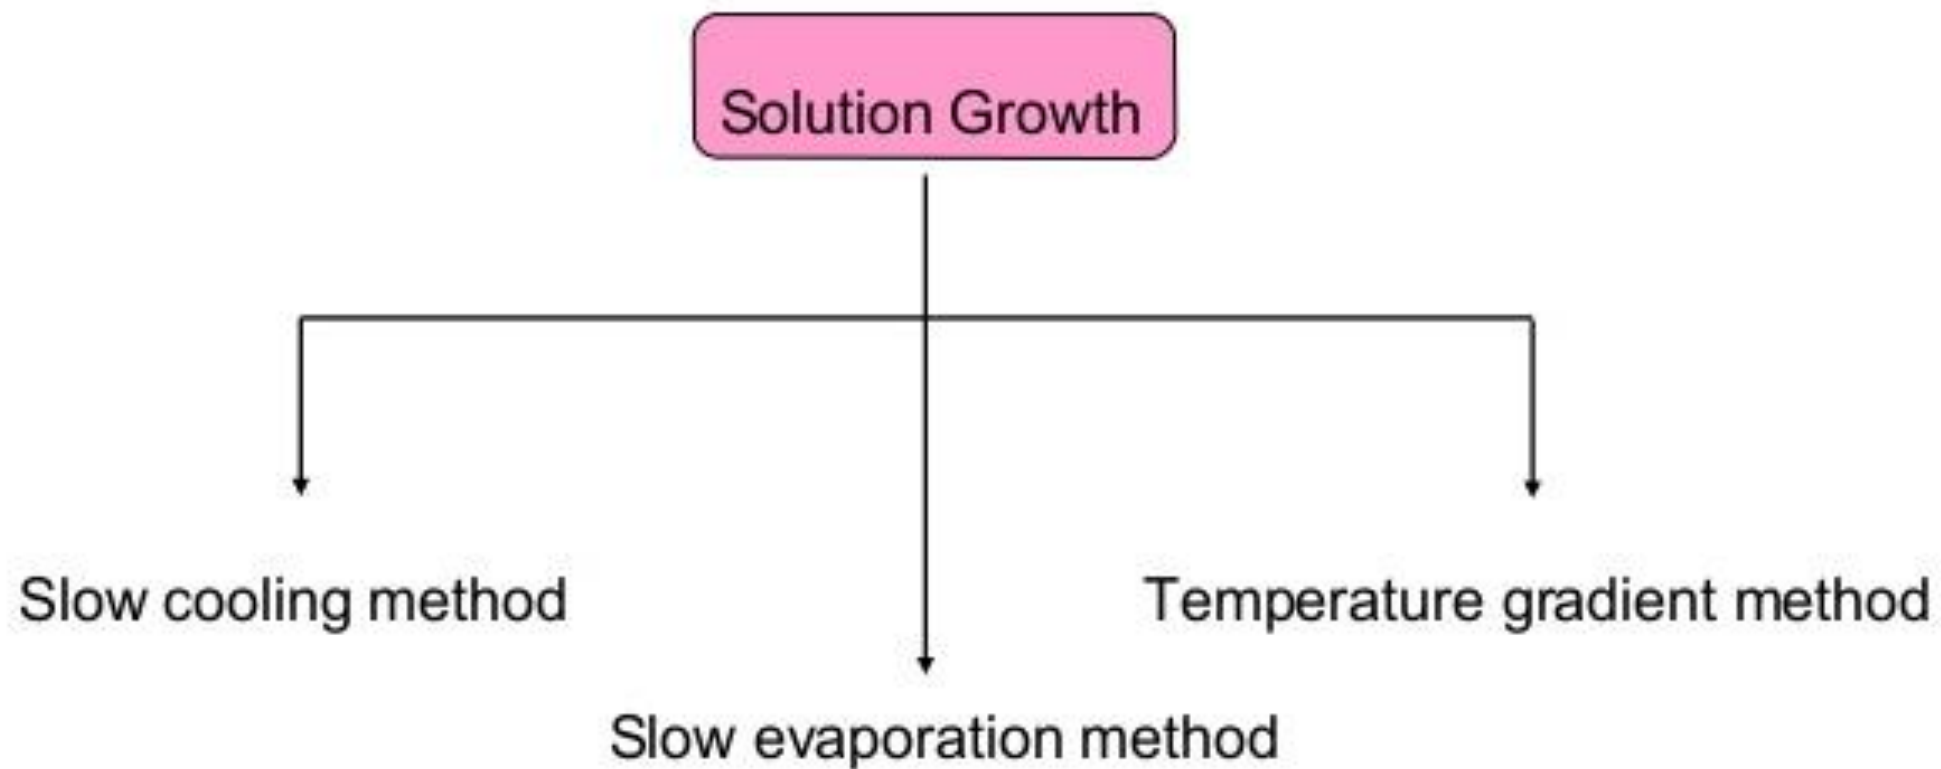 Solution Growth
Slow cooling method
Temperature gradient method
Slow evaporation method